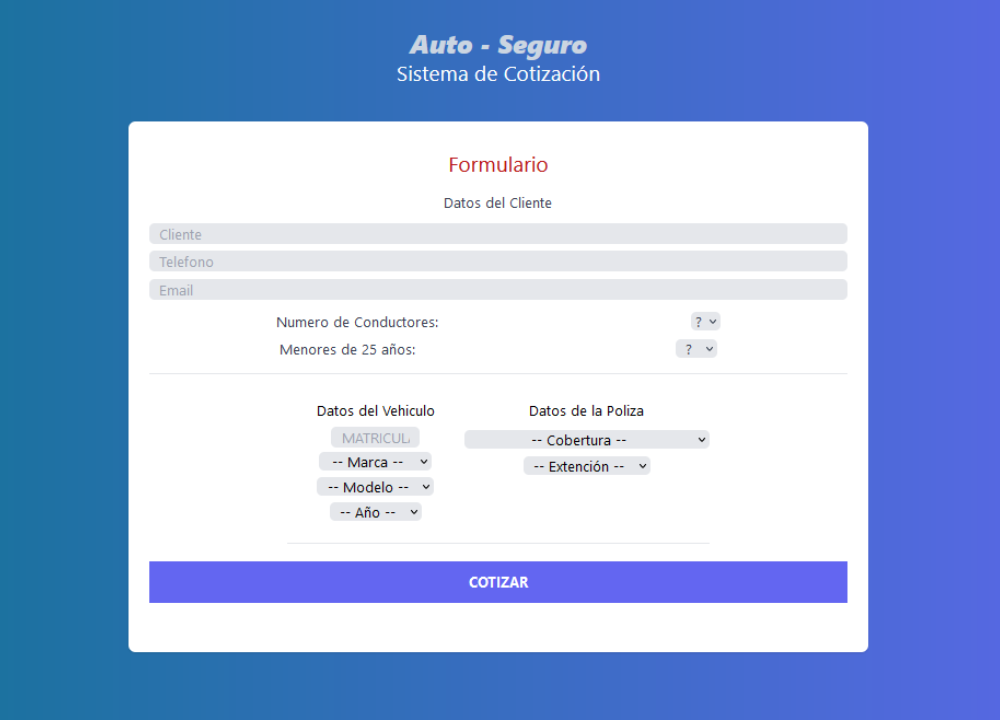 Auto - Seguro
Sistema de Cotización
Formulario
Datos del Cliente
Cliente
Telefono
Email
Numero de Conductores: ?
Menores de 25 años: ?
Datos del Vehiculo
MATRICUL
-- Marca --
-- Modelo --
-- Año --
Datos de la Poliza
-- Cobertura --
-- Extención --
COTIZAR